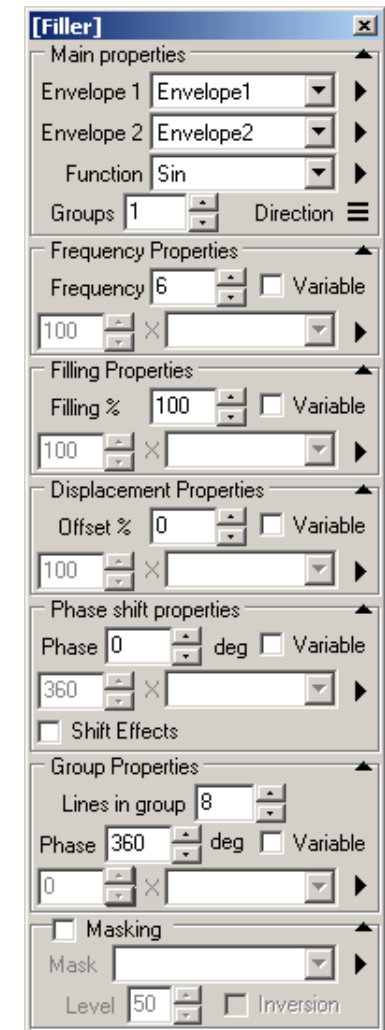 [Filler]
Main properties
Envelope 1 Envelope1
Envelope 2 Envelope2
Function Sin
Groups 1 Direction
Frequency Properties
Frequency 6 Variable
100 X
Filling Properties
Filling % 100 Variable
100 X
Displacement Properties
Offset % 0 Variable
100 X
Phase shift properties
Phase 0 deg Variable
360 X
Shift Effects
Group Properties
Lines in group 8
Phase 360 deg Variable
0 X
Masking
Mask
Level 50 Inversion